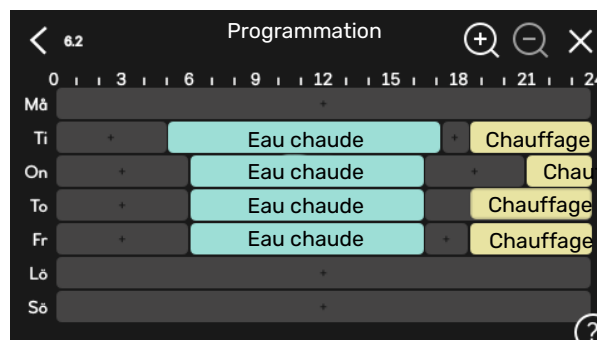 6.2 Programmation
0 3 6 9 12 15 18 21 24
Må
Ti Eau chaude Chauffage
On Eau chaude Chau
To Eau chaude Chauffage
Fr Eau chaude Chauffage
Lö
Sö
?